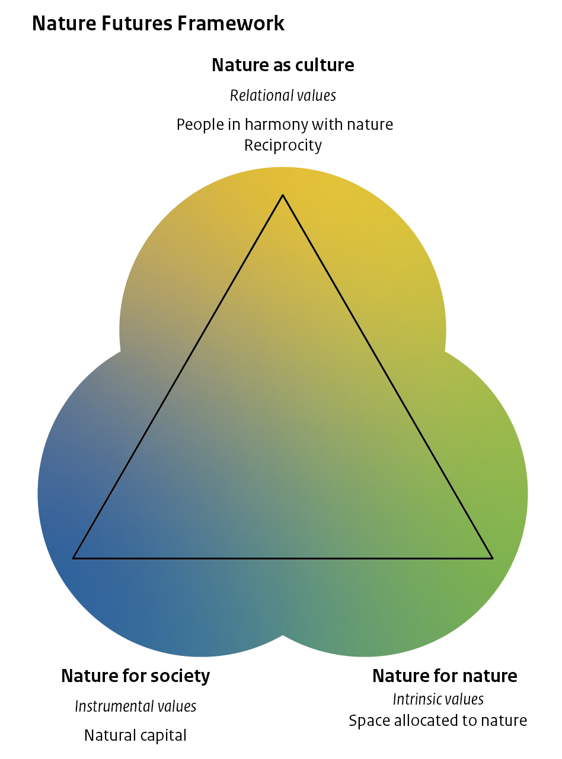 Nature Futures Framework
Nature as culture
Relational values
People in harmony with nature
Reciprocity
Nature for society
Instrumental values
Natural capital
Nature for nature
Intrinsic values
Space allocated to nature